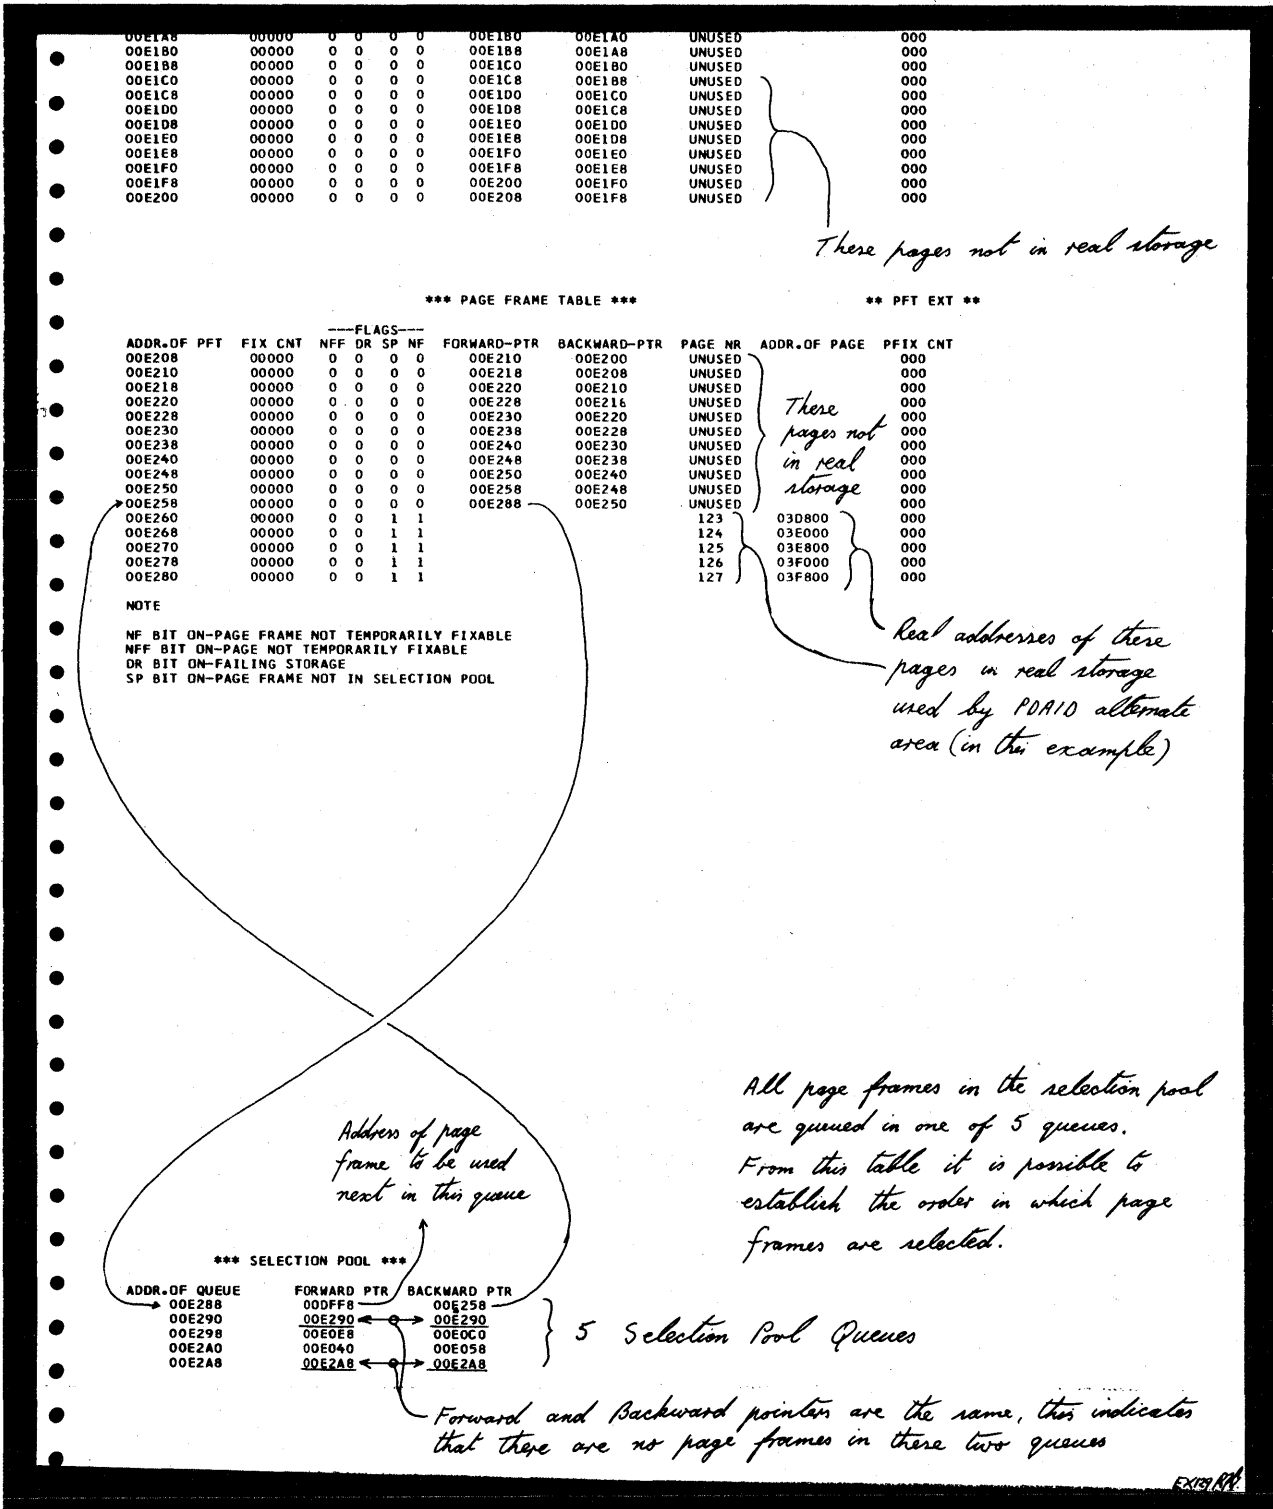 00E1A8 00000 0 0 0 0 00E1B0 00E1A0 UNUSED 000
00E1B0 00000 0 0 0 0 00E1B8 00E1A8 UNUSED 000
00E1B8 00000 0 0 0 0 00E1C0 00E1B0 UNUSED 000
00E1C0 00000 0 0 0 0 00E1C8 00E1B8 UNUSED 000
00E1C8 00000 0 0 0 0 00E1D0 00E1C0 UNUSED 000
00E1D0 00000 0 0 0 0 00E1D8 00E1C8 UNUSED 000
00E1D8 00000 0 0 0 0 00E1E0 00E1D0 UNUSED 000
00E1E0 00000 0 0 0 0 00E1E8 00E1D8 UNUSED 000
00E1E8 00000 0 0 0 0 00E1F0 00E1E0 UNUSED 000
00E1F0 00000 0 0 0 0 00E1F8 00E1E8 UNUSED 000
00E1F8 00000 0 0 0 0 00E200 00E1F0 UNUSED 000
00E200 00000 0 0 0 0 00E208 00E1F8 UNUSED 000
These pages not in real storage
*** PAGE FRAME TABLE *** ** PFT EXT **
---FLAGS---
ADDR.OF PFT FIX CNT NFF DR SP NF FORWARD-PTR BACKWARD-PTR PAGE NR ADDR.OF PAGE PFIX CNT
00E208 00000 0 0 0 0 00E210 00E200 UNUSED 000
00E210 00000 0 0 0 0 00E218 00E208 UNUSED 000
00E218 00000 0 0 0 0 00E220 00E210 UNUSED 000
00E220 00000 0 0 0 0 00E228 00E218 UNUSED 000
00E228 00000 0 0 0 0 00E230 00E220 UNUSED 000
00E230 00000 0 0 0 0 00E238 00E228 UNUSED 000
00E238 00000 0 0 0 0 00E240 00E230 UNUSED 000
00E240 00000 0 0 0 0 00E248 00E238 UNUSED 000
00E248 00000 0 0 0 0 00E250 00E240 UNUSED 000
00E250 00000 0 0 0 0 00E258 00E248 UNUSED 000
00E258 00000 0 0 0 0 00E288 00E250 UNUSED 000
These
pages not
in real
storage
00E260 00000 0 0 1 1 123 03D800 000
00E268 00000 0 0 1 1 124 03E000 000
00E270 00000 0 0 1 1 125 03E800 000
00E278 00000 0 0 1 1 126 03F000 000
00E280 00000 0 0 1 1 127 03F800 000
NOTE
NF BIT ON-PAGE FRAME NOT TEMPORARILY FIXABLE
NFF BIT ON-PAGE NOT TEMPORARILY FIXABLE
DR BIT ON-FAILING STORAGE
SP BIT ON-PAGE FRAME NOT IN SELECTION POOL
Real addresses of these
pages in real storage
used by PDAID alternate
area (in this example)
All page frames in the selection pool
are queued in one of 5 queues.
From this table it is possible to
establish the order in which page
frames are selected.
Address of page
frame to be used
next in this queue
*** SELECTION POOL ***
ADDR.OF QUEUE FORWARD PTR BACKWARD PTR
00E288 00DFF8 00E258
00E290 00E290 00E290
00E298 00E0E8 00E0C0
00E2A0 00E040 00E058
00E2A8 00E2A8 00E2A8
5 Selection Pool Queues
Forward and Backward pointers are the same, this indicates
that there are no page frames in these two queues